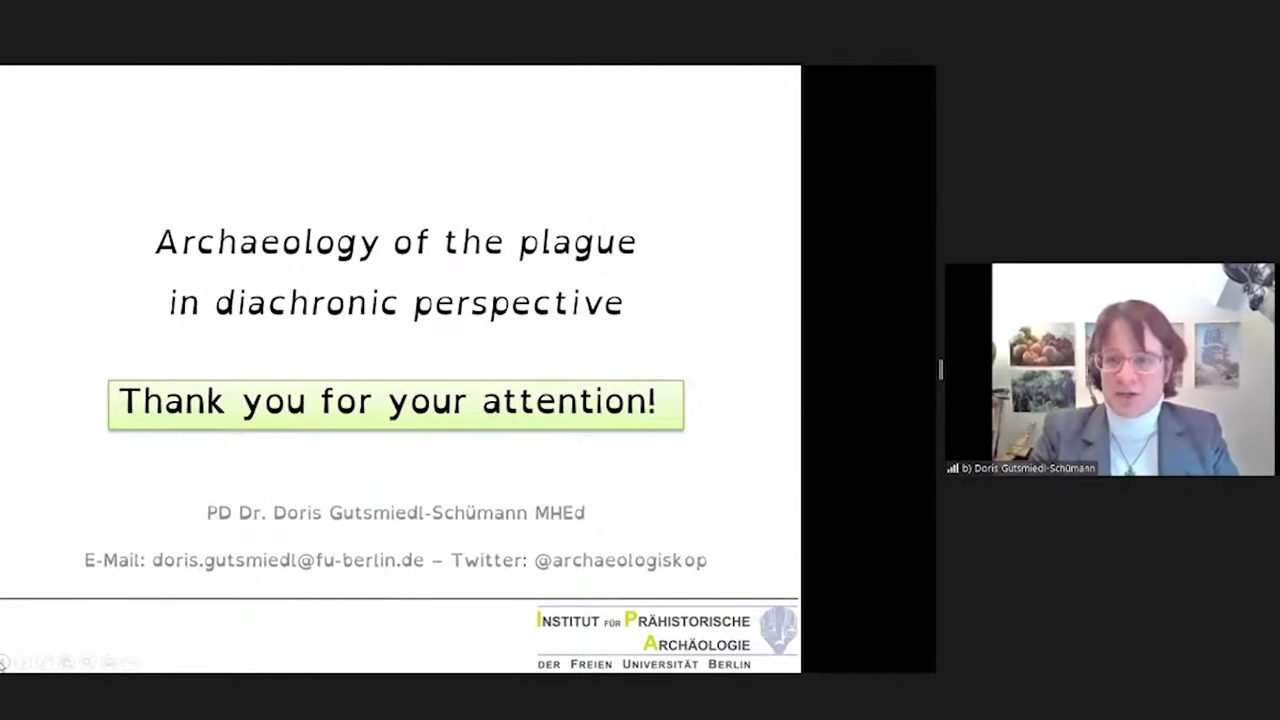 Archaeology of the plague
in diachronic perspective
Thank you for your attention!
PD Dr. Doris Gutsmiedl-Schümann MHEd
E-Mail: doris.gutsmiedl@fu-berlin.de – Twitter: @archaeologiskop
INSTITUT FÜR PRÄHISTORISCHE
ARCHÄOLOGIE
DER FREIEN UNIVERSITÄT BERLIN
b) Doris Gutsmiedl-Schümann